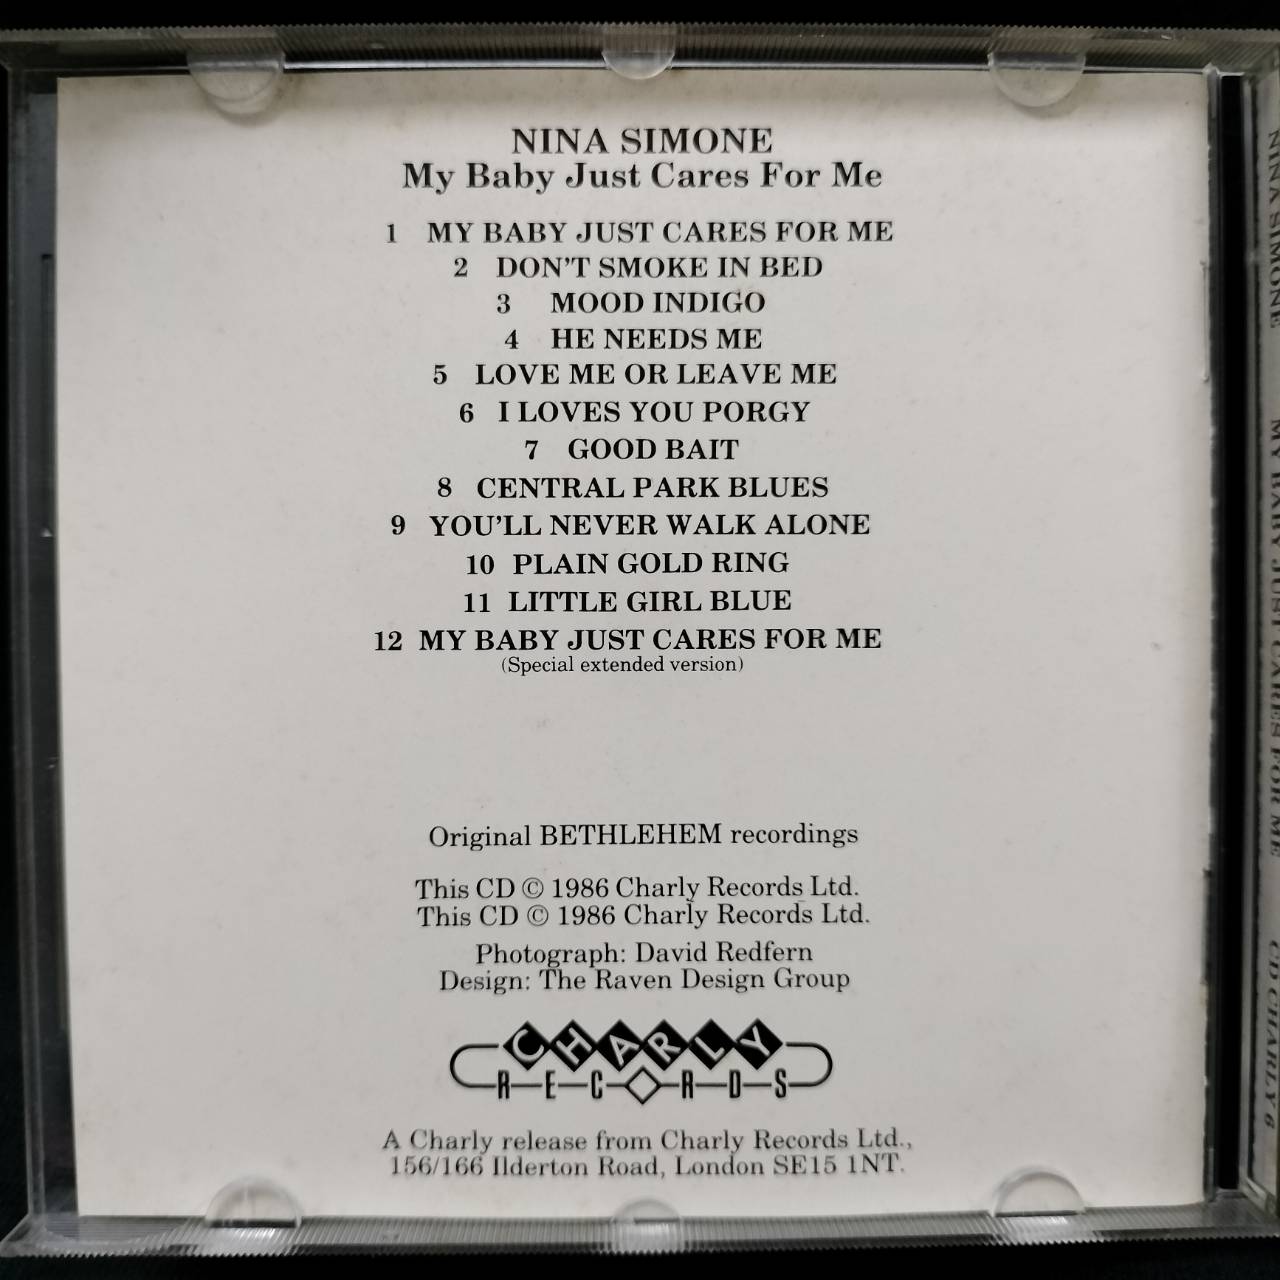 NINA SIMONE
My Baby Just Cares For Me
1 MY BABY JUST CARES FOR ME
2 DON'T SMOKE IN BED
3 MOOD INDIGO
4 HE NEEDS ME
5 LOVE ME OR LEAVE ME
6 I LOVES YOU PORGY
7 GOOD BAIT
8 CENTRAL PARK BLUES
9 YOU'LL NEVER WALK ALONE
10 PLAIN GOLD RING
11 LITTLE GIRL BLUE
12 MY BABY JUST CARES FOR ME
(Special extended version)
Original BETHLEHEM recordings
This CD © 1986 Charly Records Ltd.
This CD © 1986 Charly Records Ltd.
Photograph: David Redfern
Design: The Raven Design Group
CHARLY
RECORDS
A Charly release from Charly Records Ltd.,
156/166 Ilderton Road, London SE15 1NT.
NINA SIMONE MY BABY JUST CARES FOR ME CD CHARLY 6